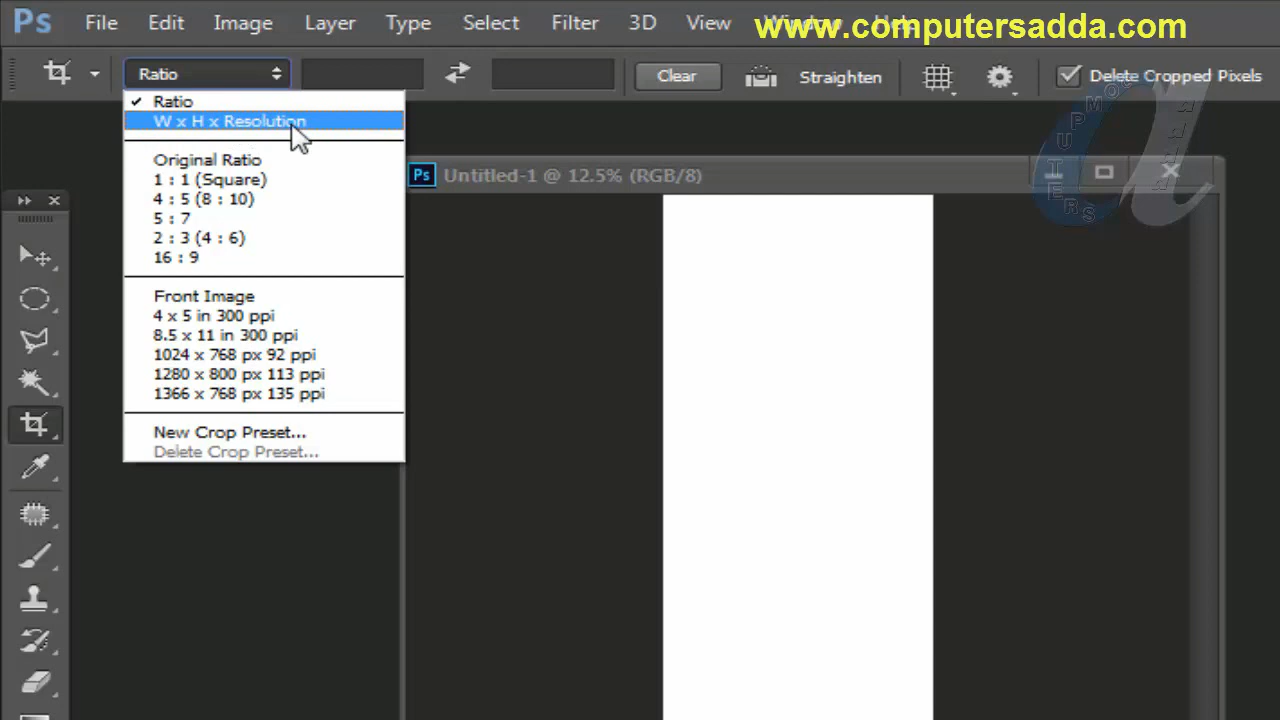 www.computersadda.com
Ps File Edit Image Layer Type Select Filter 3D View Window Help
Ratio Clear Straighten Delete Cropped Pixels
Ratio
W x H x Resolution
Original Ratio
1 : 1 (Square)
4 : 5 (8 : 10)
5 : 7
2 : 3 (4 : 6)
16 : 9
Front Image
4 x 5 in 300 ppi
8.5 x 11 in 300 ppi
1024 x 768 px 92 ppi
1280 x 800 px 113 ppi
1366 x 768 px 135 ppi
New Crop Preset...
Delete Crop Preset...
Ps Untitled-1 @ 12.5% (RGB/8)